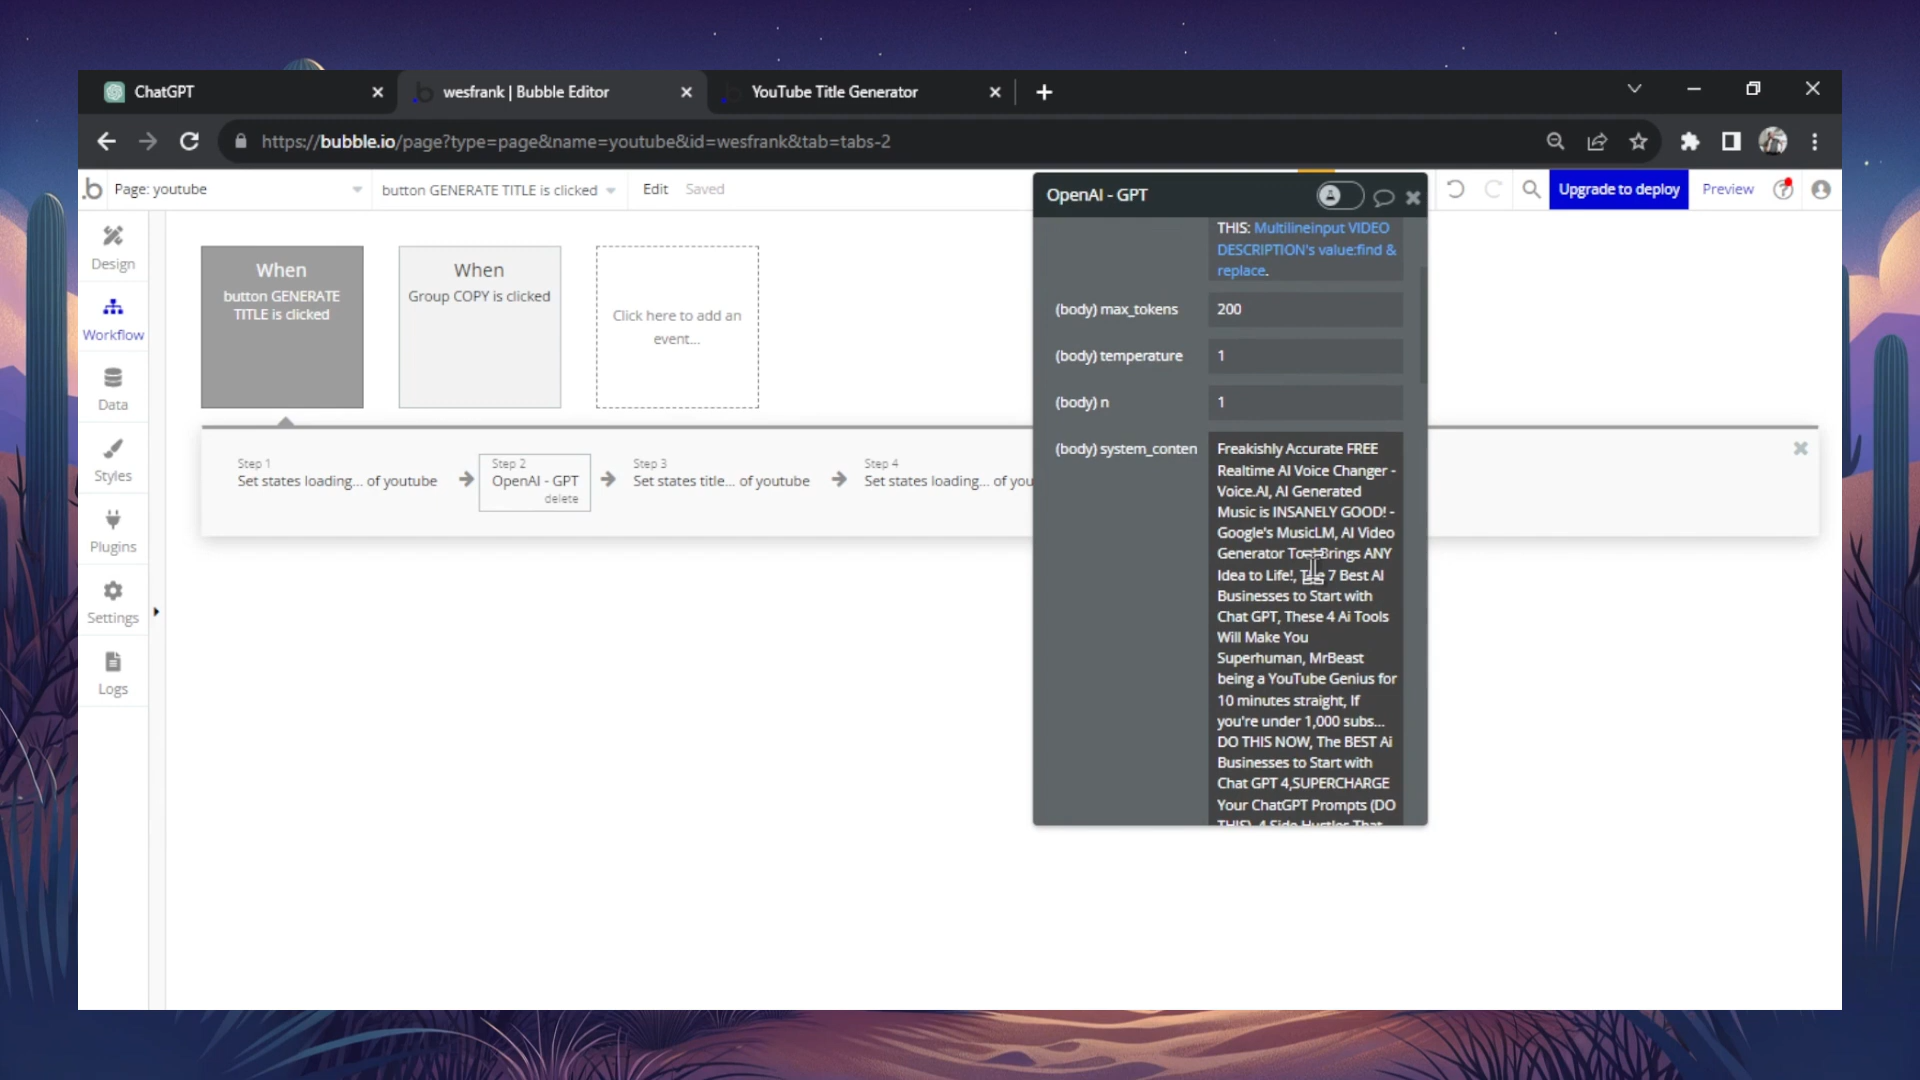 ChatGPT
wesfrank | Bubble Editor
YouTube Title Generator
https://bubble.io/page?type=page&name=youtube&id=wesfrank&tab=tabs-2
Page: youtube
button GENERATE TITLE is clicked
Edit
Saved
OpenAI - GPT
Upgrade to deploy
Preview
Design
Workflow
Data
Styles
Plugins
Settings
Logs
When
button GENERATE
TITLE is clicked
When
Group COPY is clicked
Click here to add an
event...
Step 1
Set states loading... of youtube
Step 2
OpenAI - GPT
delete
Step 3
Set states title... of youtube
Step 4
Set states loading... of you
THIS: Multilineinput VIDEO
DESCRIPTION's value:find &
replace.
(body) max_tokens
200
(body) temperature
1
(body) n
1
(body) system_conten
Freakishly Accurate FREE
Realtime AI Voice Changer -
Voice.AI, AI Generated
Music is INSANELY GOOD! -
Google's MusicLM, AI Video
Generator Brings ANY
Idea to Life!, 7 Best AI
Businesses to Start with
Chat GPT, These 4 Ai Tools
Will Make You
Superhuman, MrBeast
being a YouTube Genius for
10 minutes straight, If
you're under 1,000 subs...
DO THIS NOW, The BEST Ai
Businesses to Start with
Chat GPT 4,SUPERCHARGE
Your ChatGPT Prompts (DO
THIS), 4 Side Hustles That